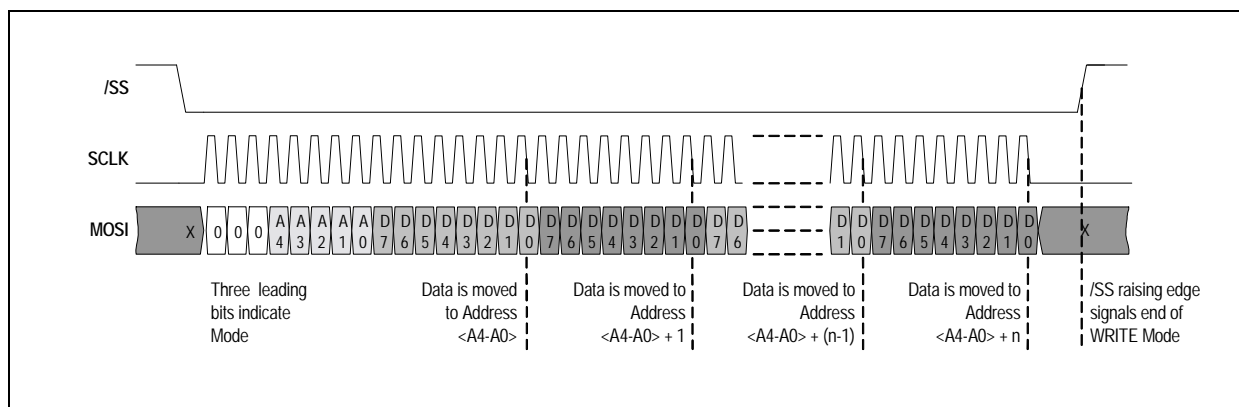 /SS
SCLK
MOSI
X 0 0 0 A4 A3 A2 A1 A0 D7 D6 D5 D4 D3 D2 D1 D0 D7 D6 D5 D4 D3 D2 D1 D0 D7 D6 D1 D0 D7 D6 D5 D4 D3 D2 D1 D0 X
Three leading
bits indicate
Mode
Data is moved
to Address
<A4-A0>
Data is moved to
Address
<A4-A0> + 1
Data is moved to
Address
<A4-A0> + (n-1)
Data is moved to
Address
<A4-A0> + n
/SS raising edge
signals end of
WRITE Mode